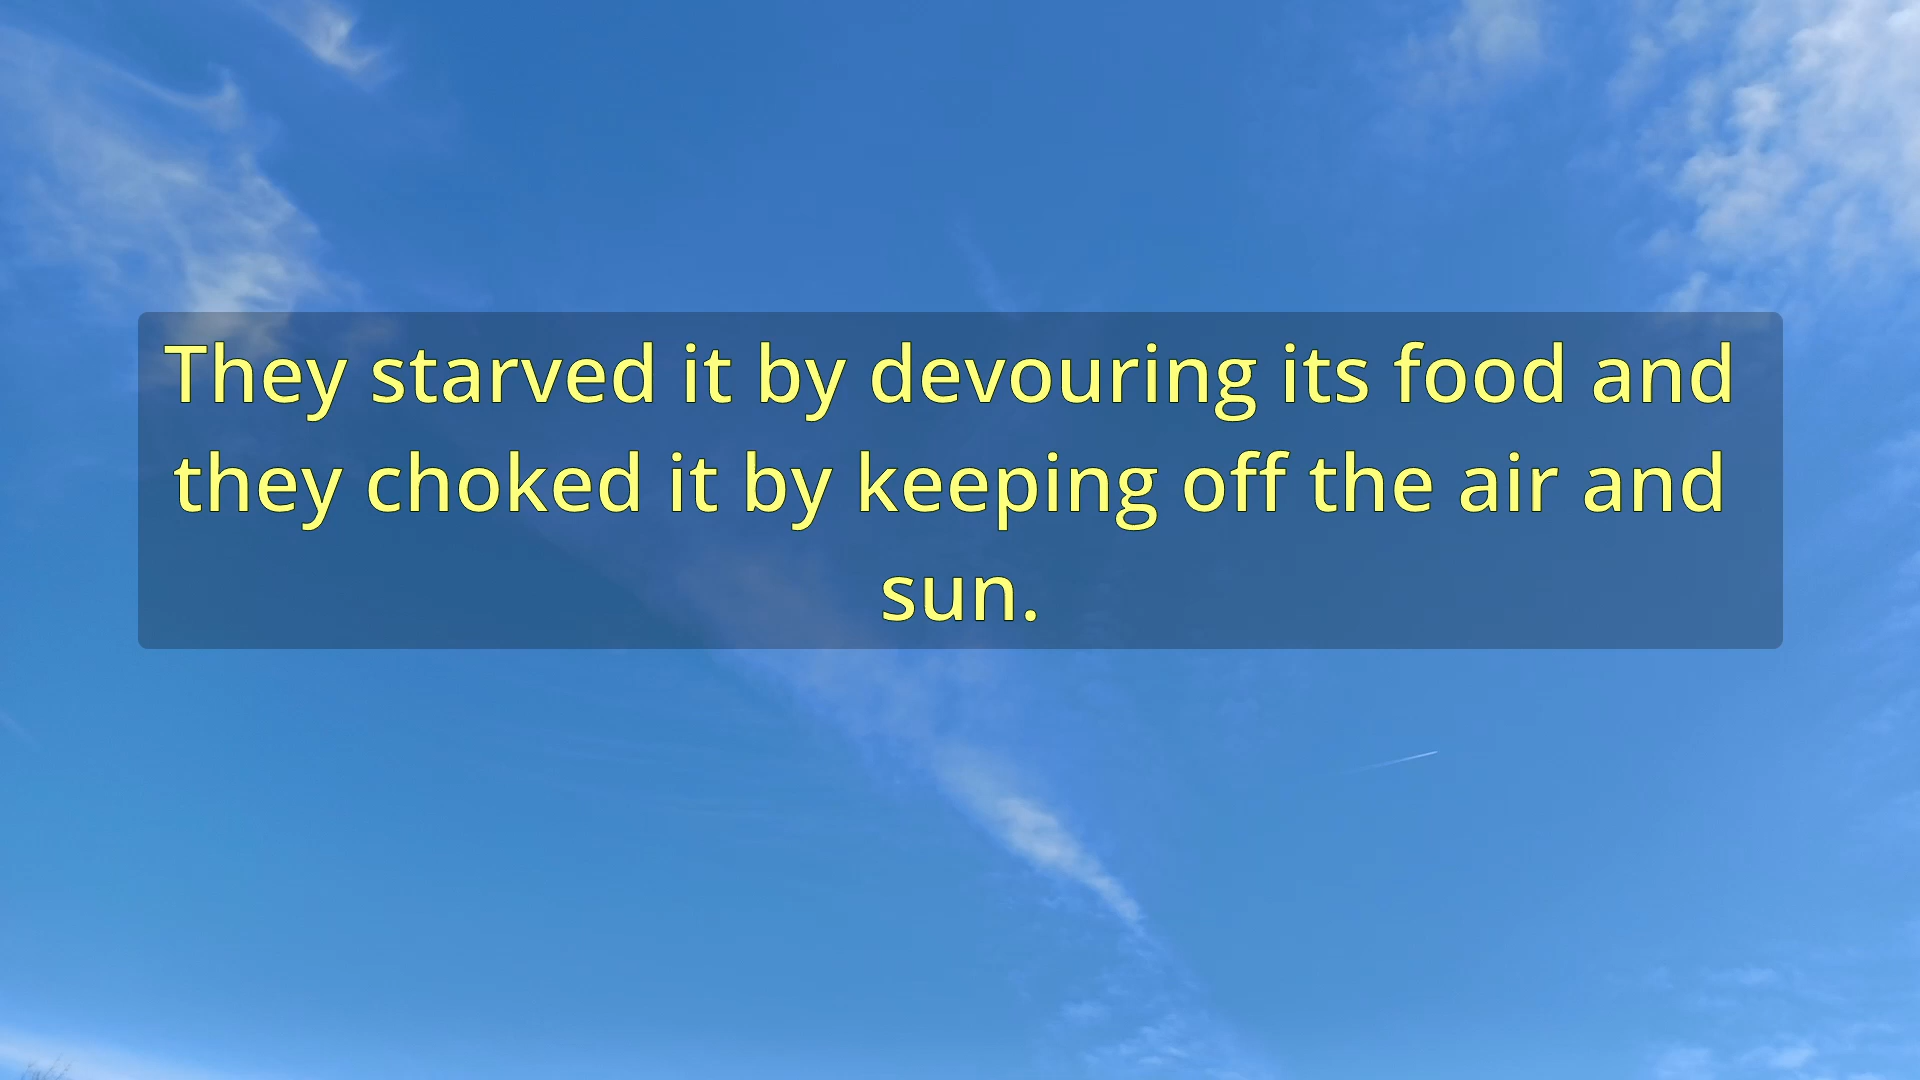 They starved it by devouring its food and
they choked it by keeping off the air and
sun.